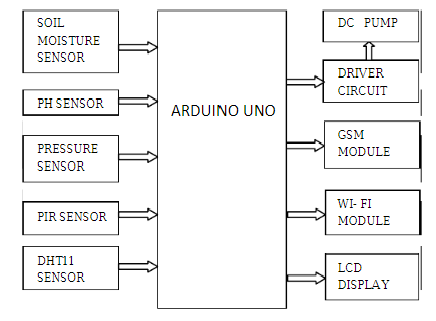 SOIL
MOISTURE
SENSOR
PH SENSOR
PRESSURE
SENSOR
PIR SENSOR
DHT11
SENSOR
ARDUINO UNO
DC PUMP
DRIVER
CIRCUIT
GSM
MODULE
WI- FI
MODULE
LCD
DISPLAY